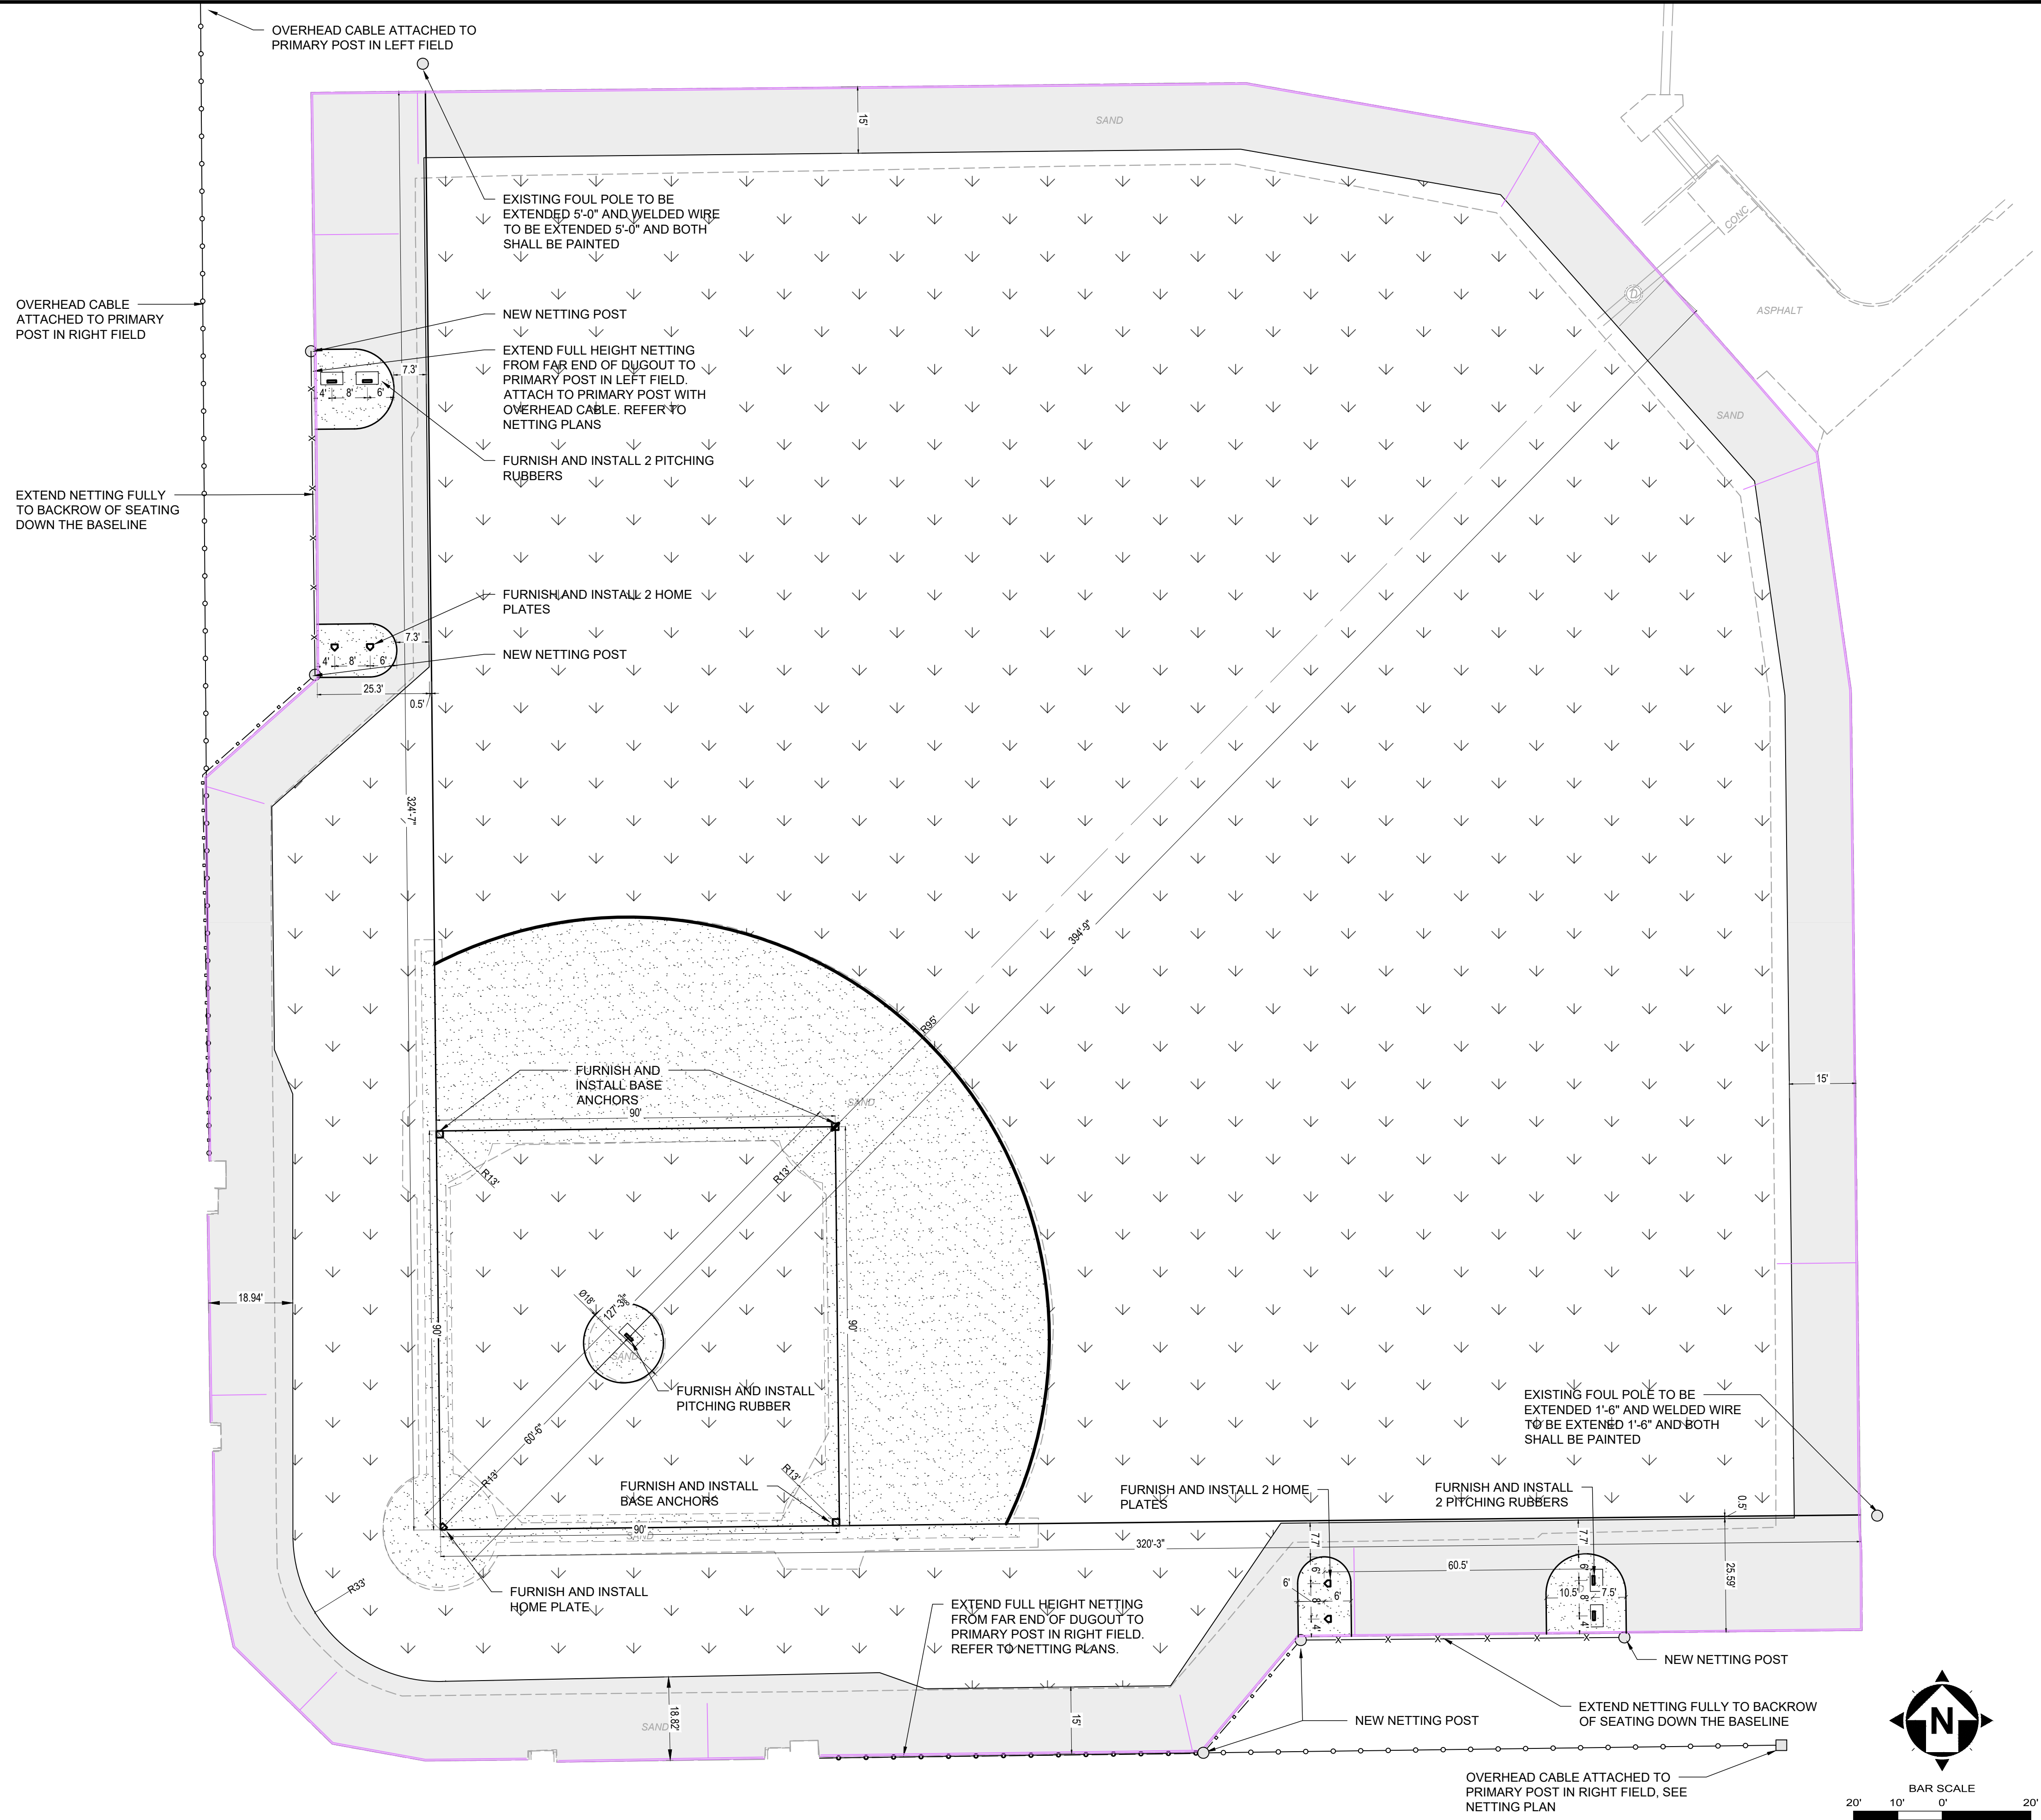 OVERHEAD CABLE ATTACHED TO
PRIMARY POST IN LEFT FIELD
15'
SAND
CONC
D
ASPHALT
EXISTING FOUL POLE TO BE
EXTENDED 5'-0" AND WELDED WIRE
TO BE EXTENDED 5'-0" AND BOTH
SHALL BE PAINTED
OVERHEAD CABLE
ATTACHED TO PRIMARY
POST IN RIGHT FIELD
NEW NETTING POST
EXTEND FULL HEIGHT NETTING
FROM FAR END OF DUGOUT TO
PRIMARY POST IN LEFT FIELD.
ATTACH TO PRIMARY POST WITH
OVERHEAD CABLE. REFER TO
NETTING PLANS
7.3'
4'
8'
6'
SAND
FURNISH AND INSTALL 2 PITCHING
RUBBERS
EXTEND NETTING FULLY
TO BACKROW OF SEATING
DOWN THE BASELINE
FURNISH AND INSTALL 2 HOME
PLATES
7.3'
4'
8'
6'
NEW NETTING POST
25.3'
0.5'
324'-7"
394'-9"
R95'
FURNISH AND
INSTALL BASE
ANCHORS
90'
SAND
15'
R13'
R13'
18.94'
Ø18'
127'-3 3/8"
90'
90'
SAND
FURNISH AND INSTALL
PITCHING RUBBER
60'-6"
R13'
R13'
FURNISH AND INSTALL
BASE ANCHORS
90'
SAND
EXISTING FOUL POLE TO BE
EXTENDED 1'-6" AND WELDED WIRE
TO BE EXTENED 1'-6" AND BOTH
SHALL BE PAINTED
FURNISH AND INSTALL 2 HOME
PLATES
FURNISH AND INSTALL
2 PITCHING RUBBERS
0.5'
320'-3"
7.7'
7.7'
60.5'
25.59'
6'
6'
6'
8'
4'
6'
10.5'
7.5'
8'
4'
R33'
FURNISH AND INSTALL
HOME PLATE
EXTEND FULL HEIGHT NETTING
FROM FAR END OF DUGOUT TO
PRIMARY POST IN RIGHT FIELD.
REFER TO NETTING PLANS.
NEW NETTING POST
18.82'
SAND
15'
NEW NETTING POST
EXTEND NETTING FULLY TO BACKROW
OF SEATING DOWN THE BASELINE
OVERHEAD CABLE ATTACHED TO
PRIMARY POST IN RIGHT FIELD, SEE
NETTING PLAN
N
BAR SCALE
20' 10' 0' 20'